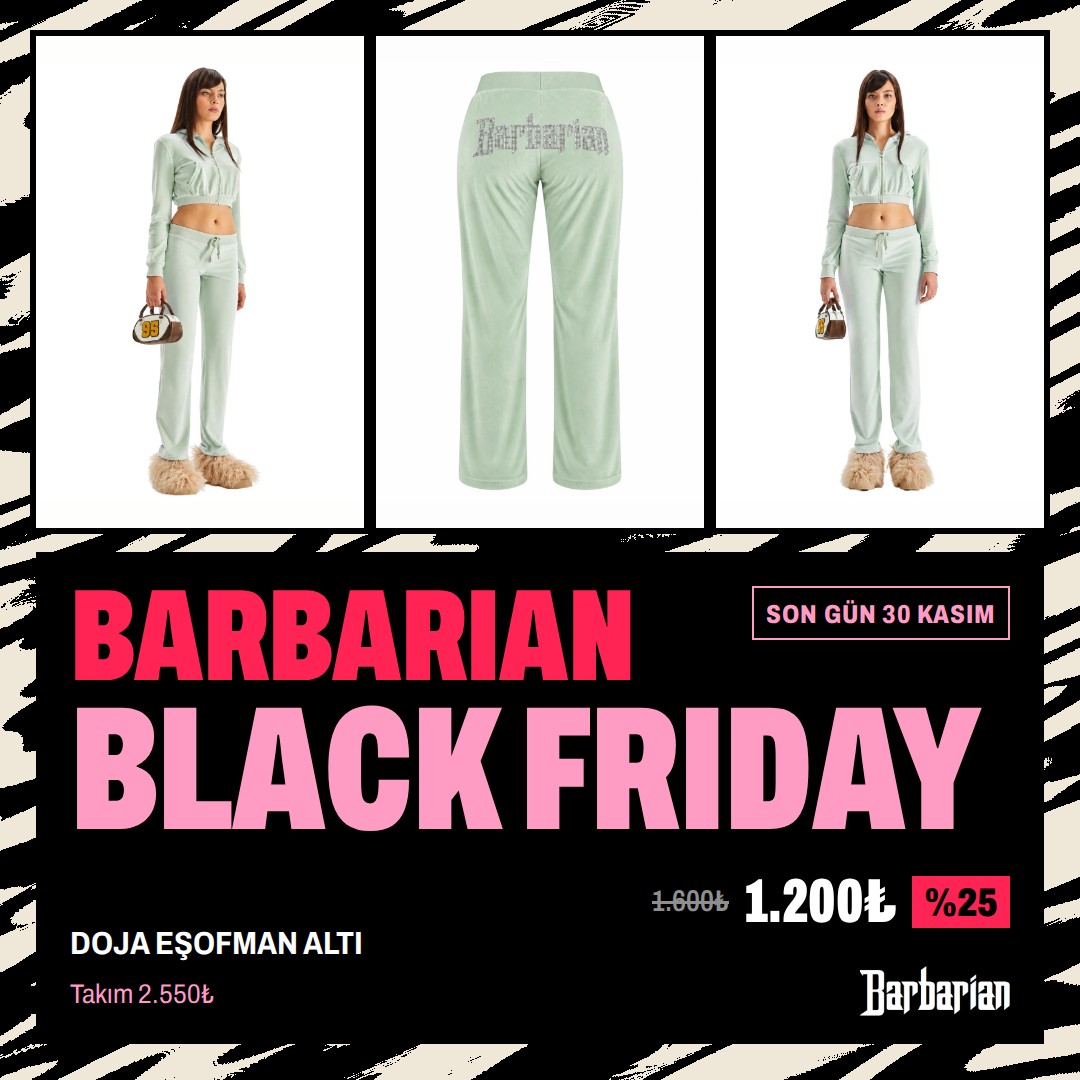 Barbarian
95
BARBARIAN
SON GÜN 30 KASIM
BLACK FRIDAY
1.600₺ 1.200₺ %25
DOJA EŞOFMAN ALTI
Takım 2.550₺
Barbarian